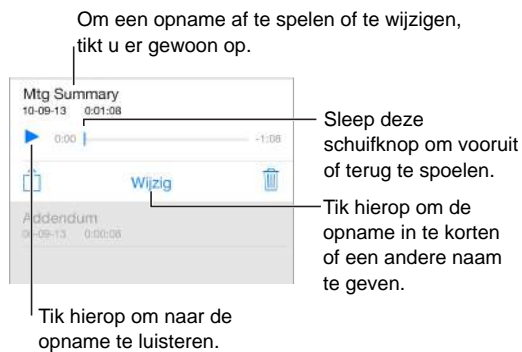 Om een opname af te spelen of te wijzigen,
tikt u er gewoon op.
Mtg Summary
10-09-13 0:01:08
0:00 -1:08
Wijzig
Addendum
06-09-13 0:00:08
Sleep deze
schuifknop om vooruit
of terug te spoelen.
Tik hierop om de
opname in te korten
of een andere naam
te geven.
Tik hierop om naar de
opname te luisteren.